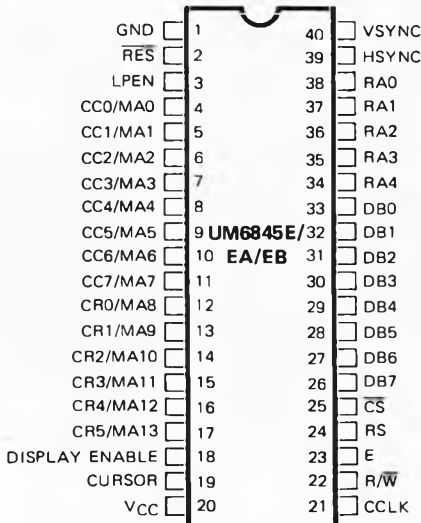 GND 1 40 VSYNC
RES 2 39 HSYNC
LPEN 3 38 RA0
CC0/MA0 4 37 RA1
CC1/MA1 5 36 RA2
CC2/MA2 6 35 RA3
CC3/MA3 7 34 RA4
CC4/MA4 8 33 DB0
CC5/MA5 9 UM6845E/ 32 DB1
CC6/MA6 10 EA/EB 31 DB2
CC7/MA7 11 30 DB3
CR0/MA8 12 29 DB4
CR1/MA9 13 28 DB5
CR2/MA10 14 27 DB6
CR3/MA11 15 26 DB7
CR4/MA12 16 25 CS
CR5/MA13 17 24 RS
DISPLAY ENABLE 18 23 E
CURSOR 19 22 R/W
VCC 20 21 CCLK